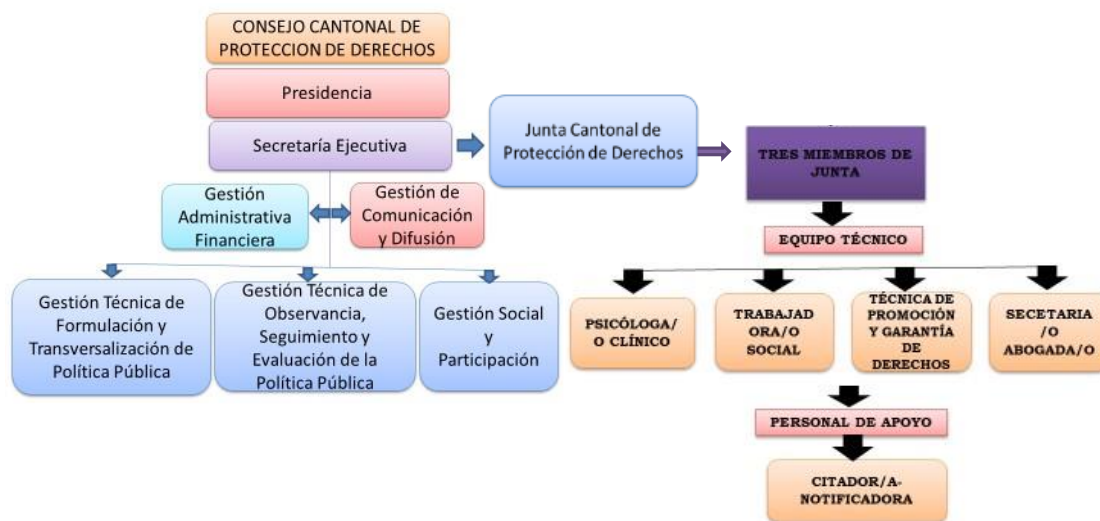 CONSEJO CANTONAL DE
PROTECCION DE DERECHOS
Presidencia
Secretaría Ejecutiva
Junta Cantonal de
Protección de Derechos
TRES MIEMBROS DE
JUNTA
Gestión
Administrativa
Financiera
Gestión de
Comunicación
y Difusión
EQUIPO TÉCNICO
Gestión Técnica de
Formulación y
Transversalización de
Política Pública
Gestión Técnica de
Observancia,
Seguimiento y
Evaluación de la
Política Pública
Gestión Social
y
Participación
PSICÓLOGA/
O CLÍNICO
TRABAJAD
ORA/O
SOCIAL
TÉCNICA DE
PROMOCIÓN
Y GARANTÍA
DE
DERECHOS
SECETARIA
/O
ABOGADA/O
PERSONAL DE APOYO
CITADOR/A-
NOTIFICADORA